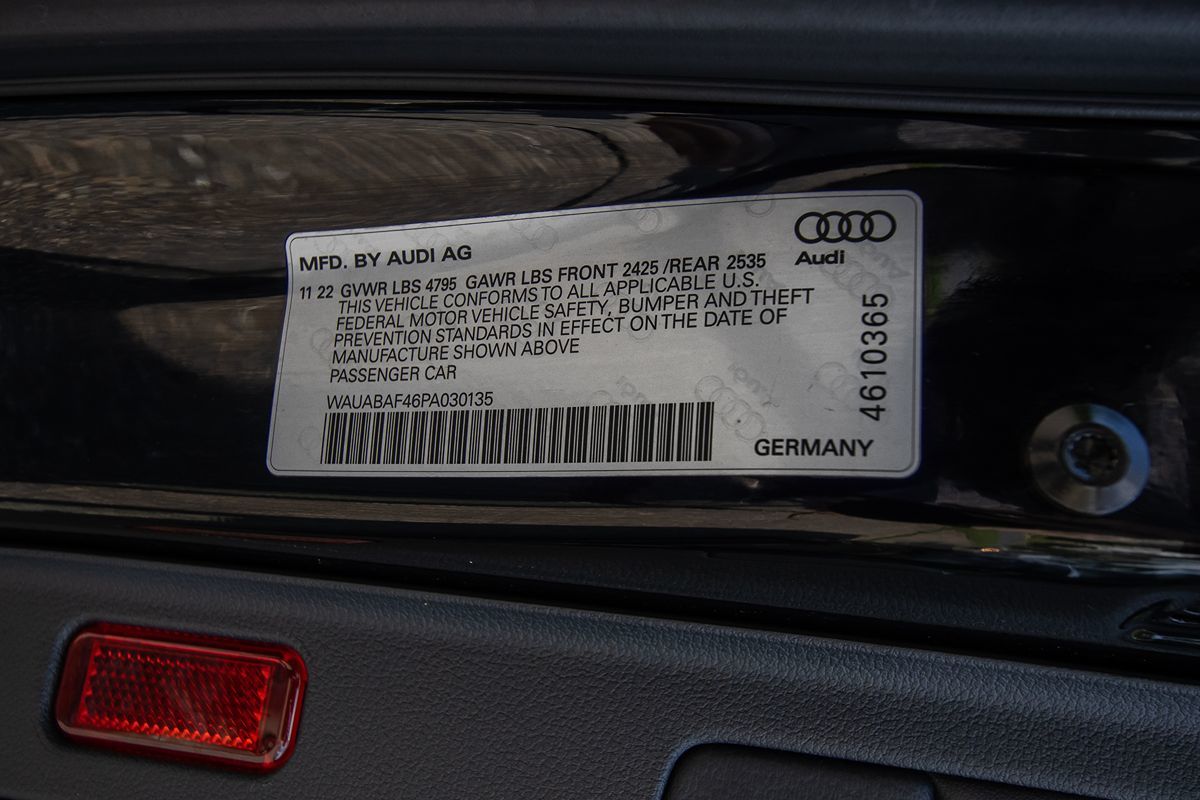 MFD. BY AUDI AG
Audi
11 22 GVWR LBS 4795 GAWR LBS FRONT 2425 /REAR 2535
THIS VEHICLE CONFORMS TO ALL APPLICABLE U.S.
FEDERAL MOTOR VEHICLE SAFETY, BUMPER AND THEFT
PREVENTION STANDARDS IN EFFECT ON THE DATE OF
MANUFACTURE SHOWN ABOVE
PASSENGER CAR
WAUABAF46PA030135
GERMANY
4610365